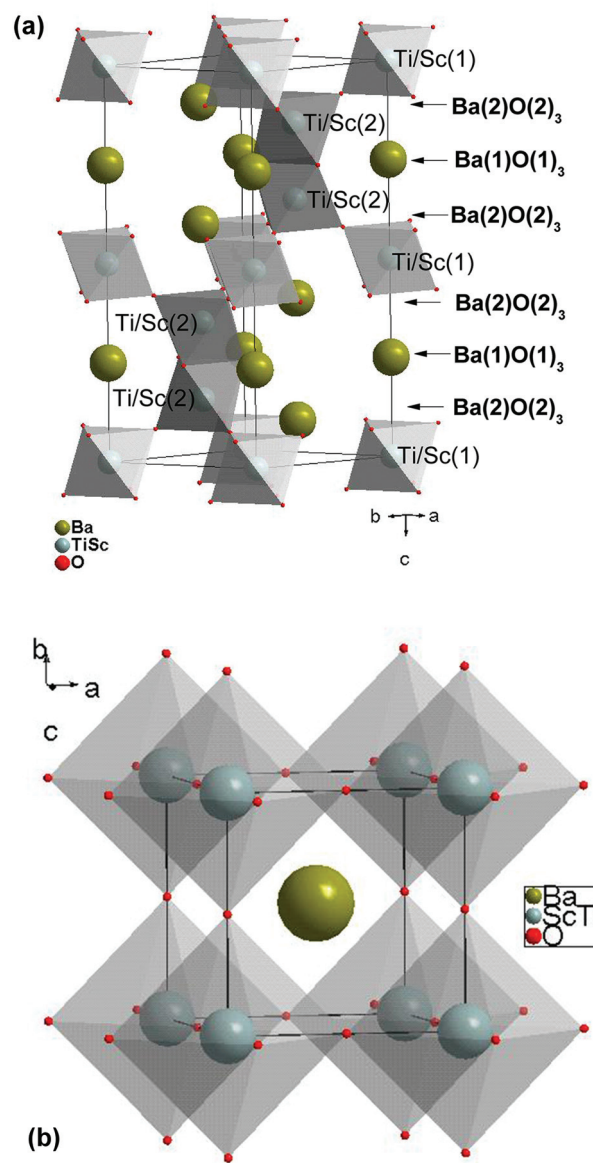 (a)
Ti/Sc(1)
Ba(2)O(2)3
Ti/Sc(2)
Ba(1)O(1)3
Ti/Sc(2)
Ba(2)O(2)3
Ti/Sc(1)
Ba(2)O(2)3
Ti/Sc(2)
Ba(1)O(1)3
Ti/Sc(2)
Ba(2)O(2)3
Ti/Sc(1)
Ba
TiSc
O
b a
c
b
a
c
Ba
ScT
O
(b)